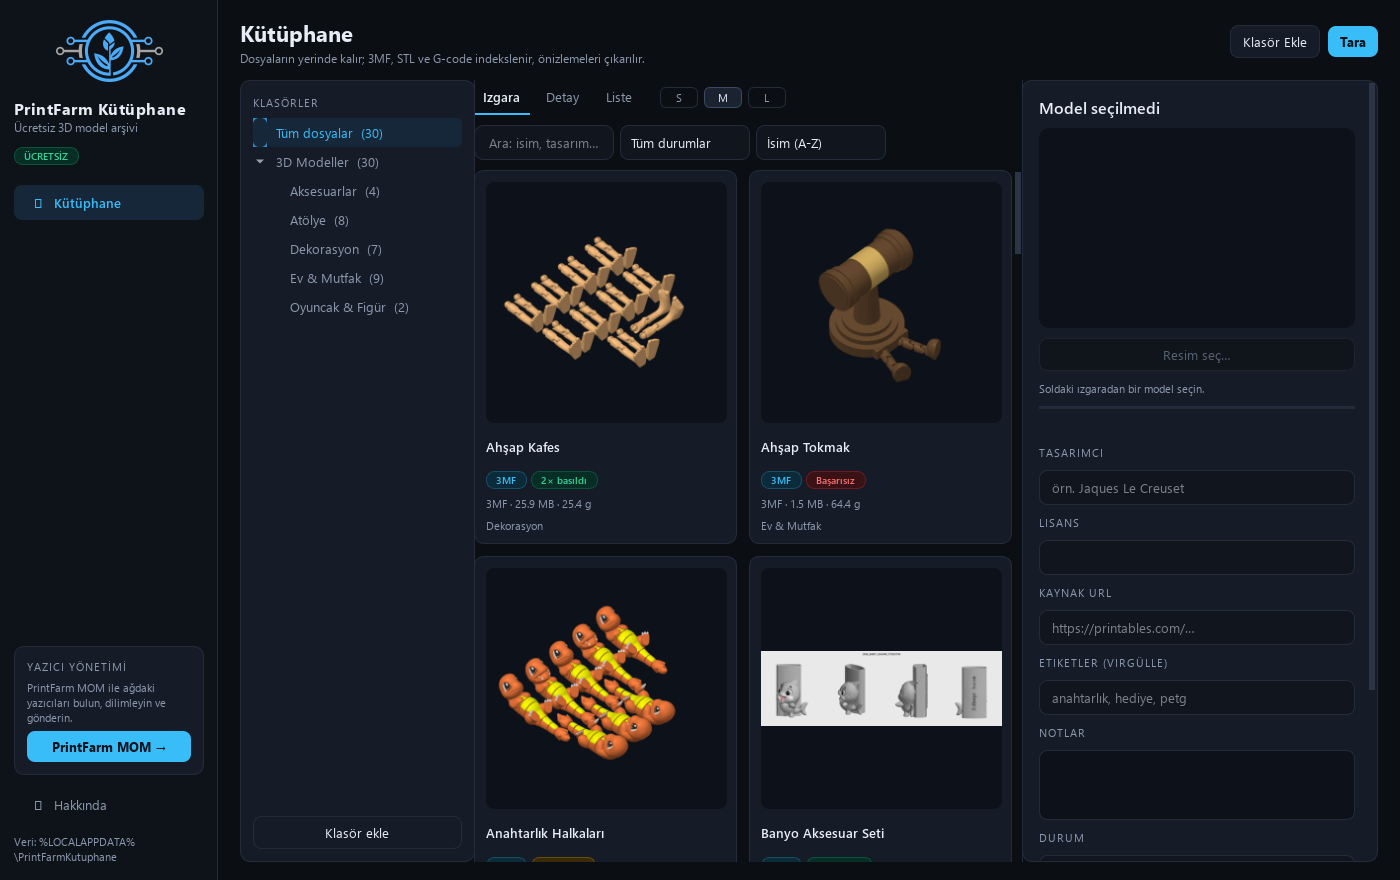 PrintFarm Kütüphane
Ücretsiz 3D model arşivi
ÜCRETSİZ
Kütüphane
YAZICI YÖNETİMİ
PrintFarm MOM ile ağdaki
yazıcıları bulun, dilimleyin ve
gönderin.
PrintFarm MOM →
Hakkında
Veri: %LOCALAPPDATA%
\PrintFarmKutuphane
Kütüphane
Dosyaların yerinde kalır; 3MF, STL ve G-code indekslenir, önizlemeleri çıkarılır.
Klasör Ekle
Tara
KLASÖRLER
Tüm dosyalar (30)
3D Modeller (30)
Aksesuarlar (4)
Atölye (8)
Dekorasyon (7)
Ev & Mutfak (9)
Oyuncak & Figür (2)
Klasör ekle
Izgara
Detay
Liste
S
M
L
Ara: isim, tasarım...
Tüm durumlar
İsim (A-Z)
Ahşap Kafes
3MF
2× basıldı
3MF · 25.9 MB · 25.4 g
Dekorasyon
Ahşap Tokmak
3MF
Başarısız
3MF · 1.5 MB · 64.4 g
Ev & Mutfak
Anahtarlık Halkaları
Banyo Aksesuar Seti
Model seçilmedi
Resim seç...
Soldaki ızgaradan bir model seçin.
TASARIMCI
örn. Jaques Le Creuset
LISANS
KAYNAK URL
https://printables.com/...
ETIKETLER (VIRGÜLLE)
anahtarlık, hediye, petg
NOTLAR
DURUM